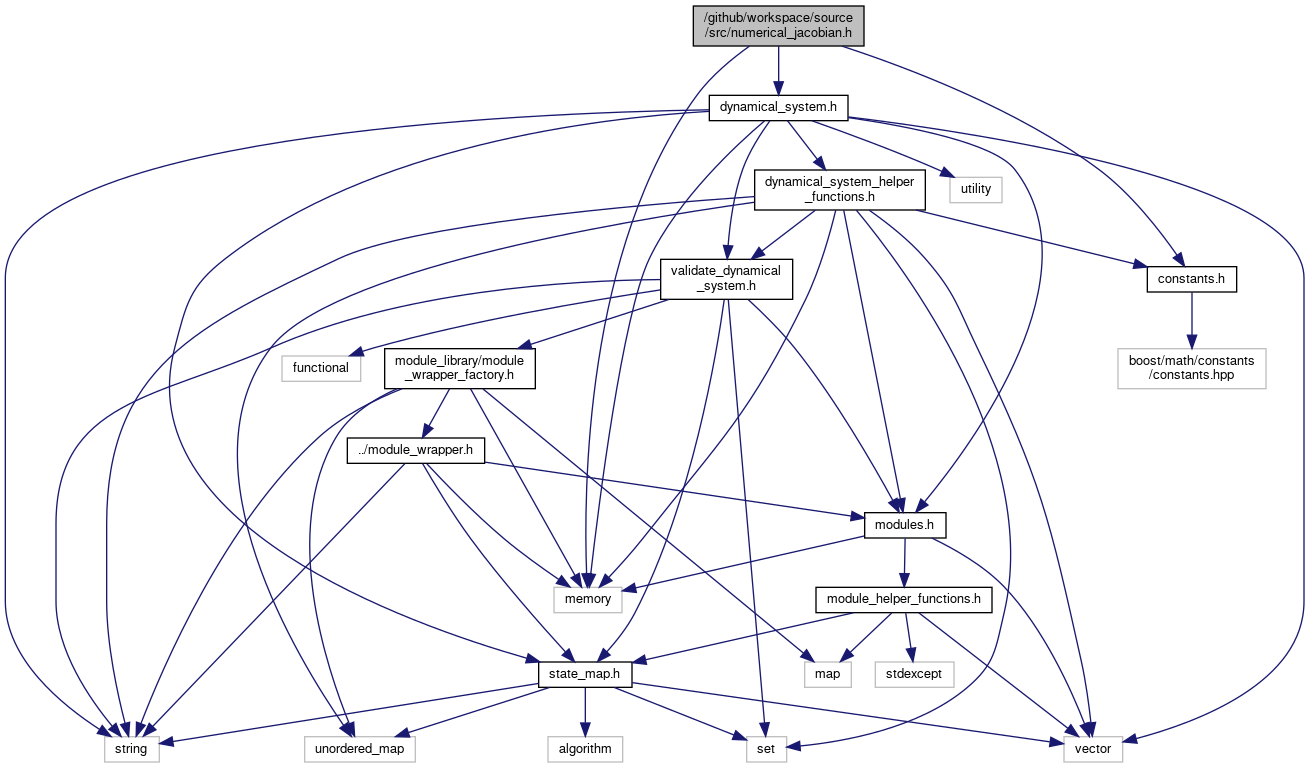 /github/workspace/source
/src/numerical_jacobian.h
dynamical_system.h
dynamical_system_helper
_functions.h
utility
validate_dynamical
_system.h
constants.h
functional
module_library/module
_wrapper_factory.h
boost/math/constants
/constants.hpp
../module_wrapper.h
modules.h
memory
module_helper_functions.h
state_map.h
map
stdexcept
string
unordered_map
algorithm
set
vector